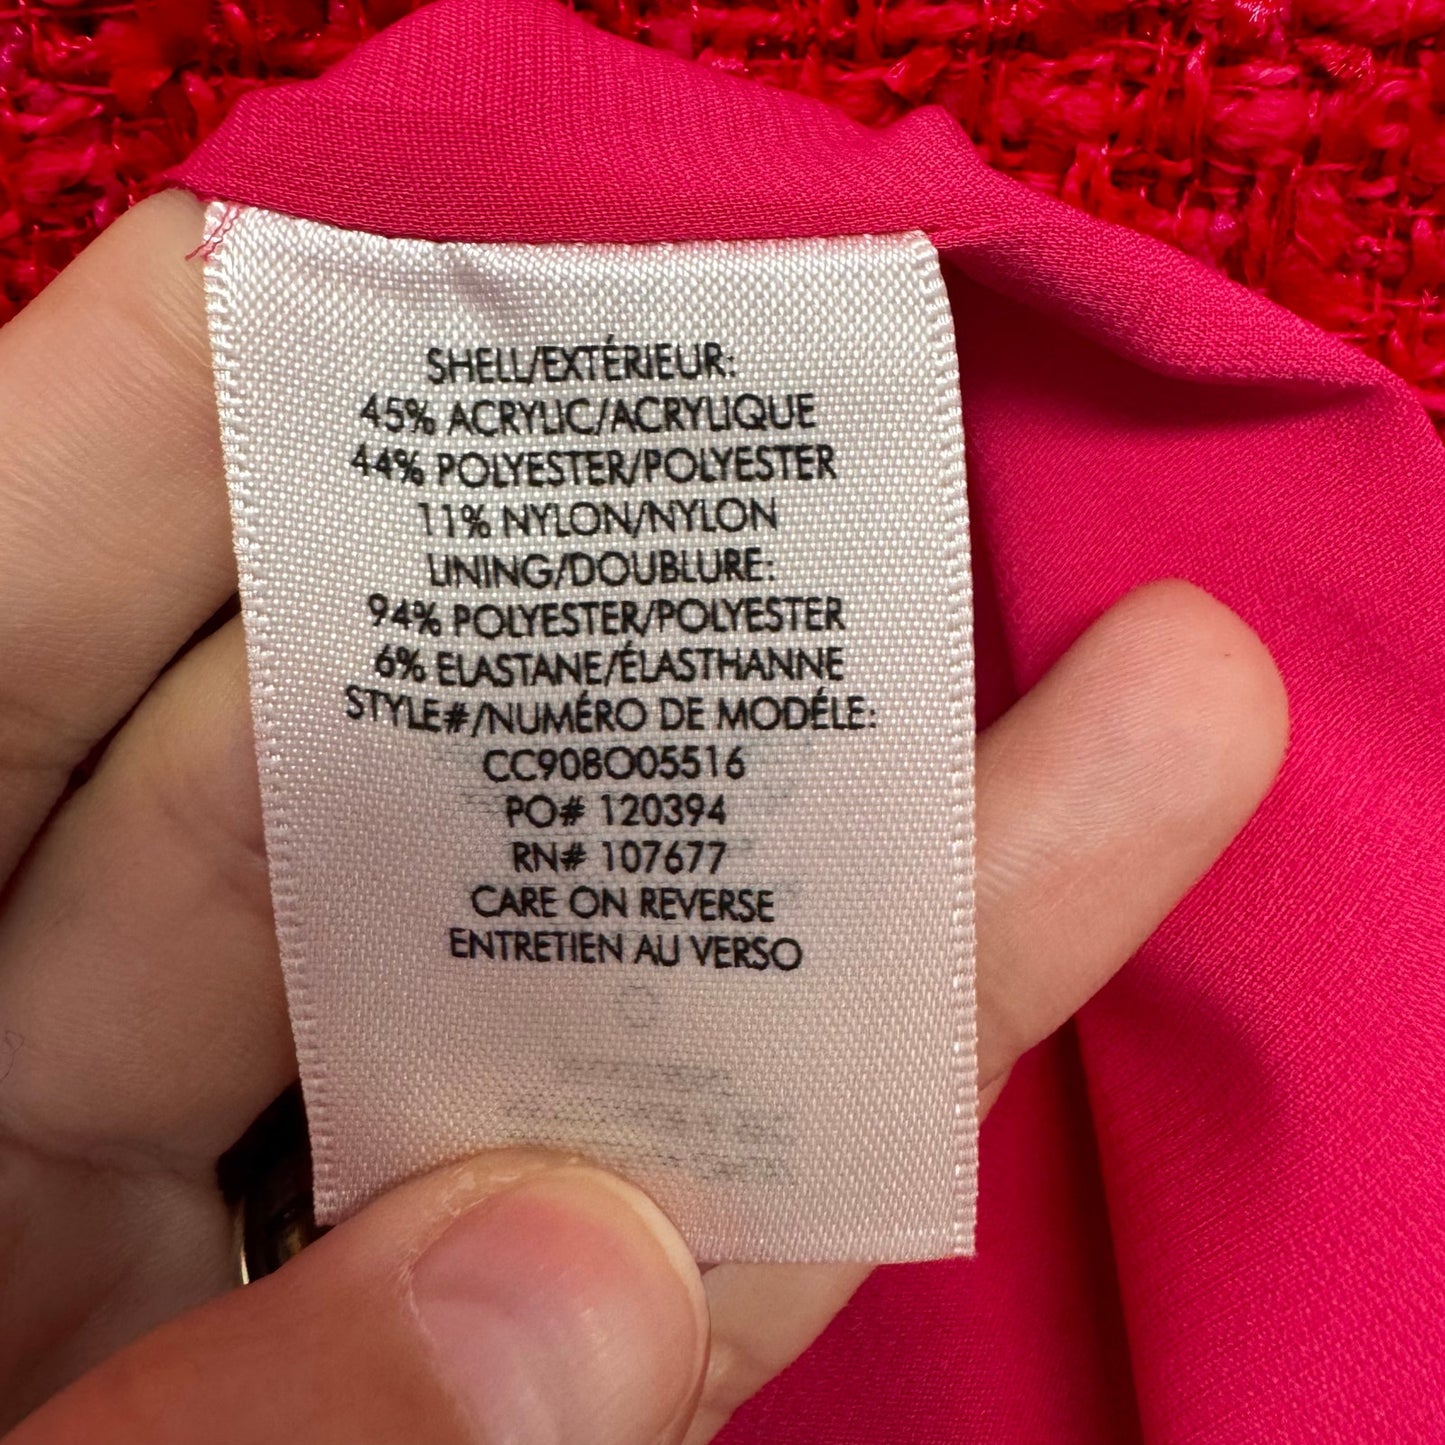 SHELL/EXTÉRIEUR:
45% ACRYLIC/ACRYLIQUE
44% POLYESTER/POLYESTER
11% NYLON/NYLON
LINING/DOUBLURE:
94% POLYESTER/POLYESTER
6% ELASTANE/ÉLASTHANNE
STYLE#/NUMÉRO DE MODÉLE:
CC908O05516
PO# 120394
RN# 107677
CARE ON REVERSE
ENTRETIEN AU VERSO